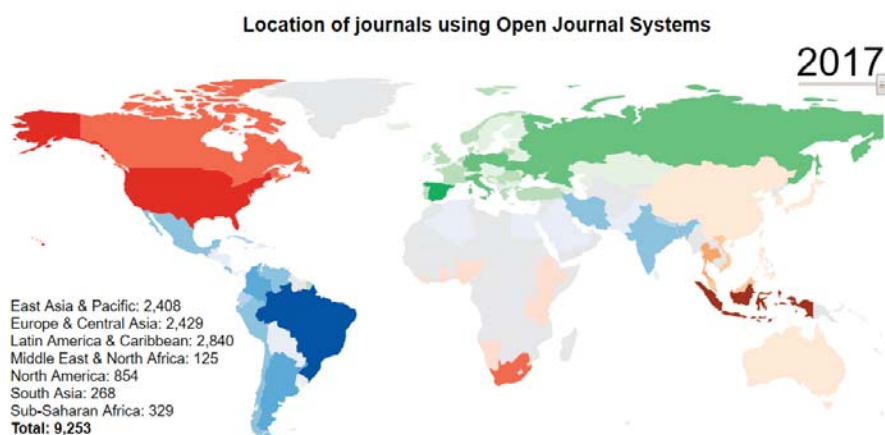 Location of journals using Open Journal Systems
2017
East Asia & Pacific: 2,408
Europe & Central Asia: 2,429
Latin America & Caribbean: 2,840
Middle East & North Africa: 125
North America: 854
South Asia: 268
Sub-Saharan Africa: 329
Total: 9,253